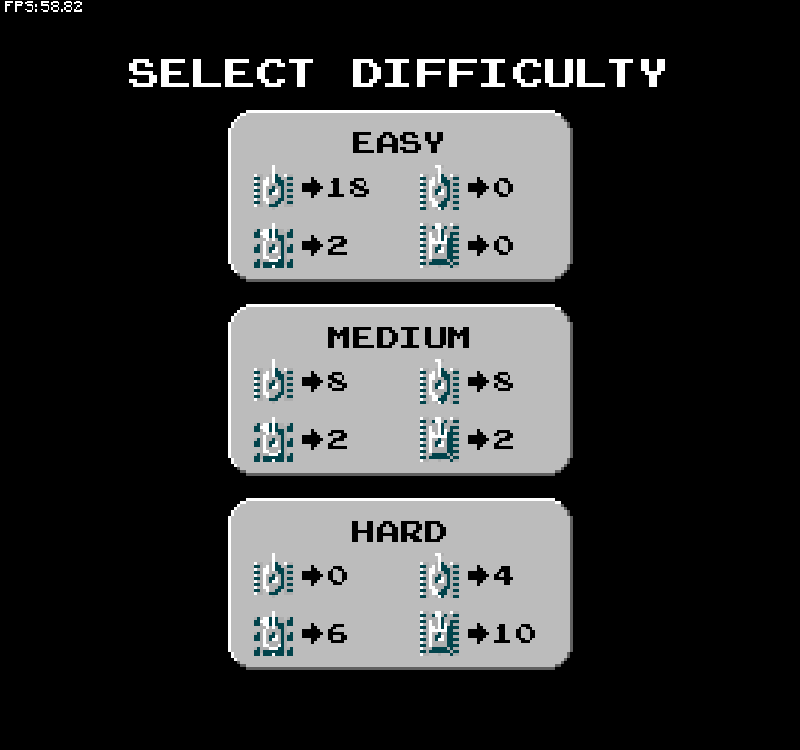 FPS:58.82
SELECT DIFFICULTY
EASY
→18 →0
→2 →0
MEDIUM
→8 →8
→2 →2
HARD
→0 →4
→6 →10